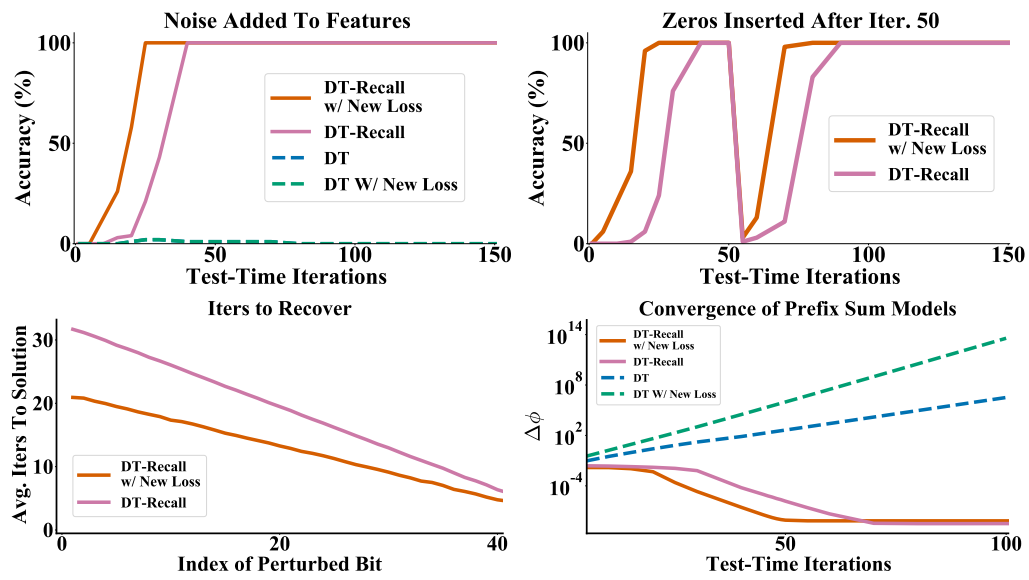 Noise Added To Features
Accuracy (%)
100
50
0
DT-Recall
w/ New Loss
DT-Recall
DT
DT W/ New Loss
0
50
100
150
Test-Time Iterations
Zeros Inserted After Iter. 50
Accuracy (%)
100
50
0
DT-Recall
w/ New Loss
DT-Recall
0
50
100
150
Test-Time Iterations
Iters to Recover
Avg. Iters To Solution
30
20
10
0
DT-Recall
w/ New Loss
DT-Recall
0
20
40
Index of Perturbed Bit
Convergence of Prefix Sum Models
Δϕ
10^14
10^8
10^2
10^-4
DT-Recall
w/ New Loss
DT-Recall
DT
DT W/ New Loss
50
100
Test-Time Iterations